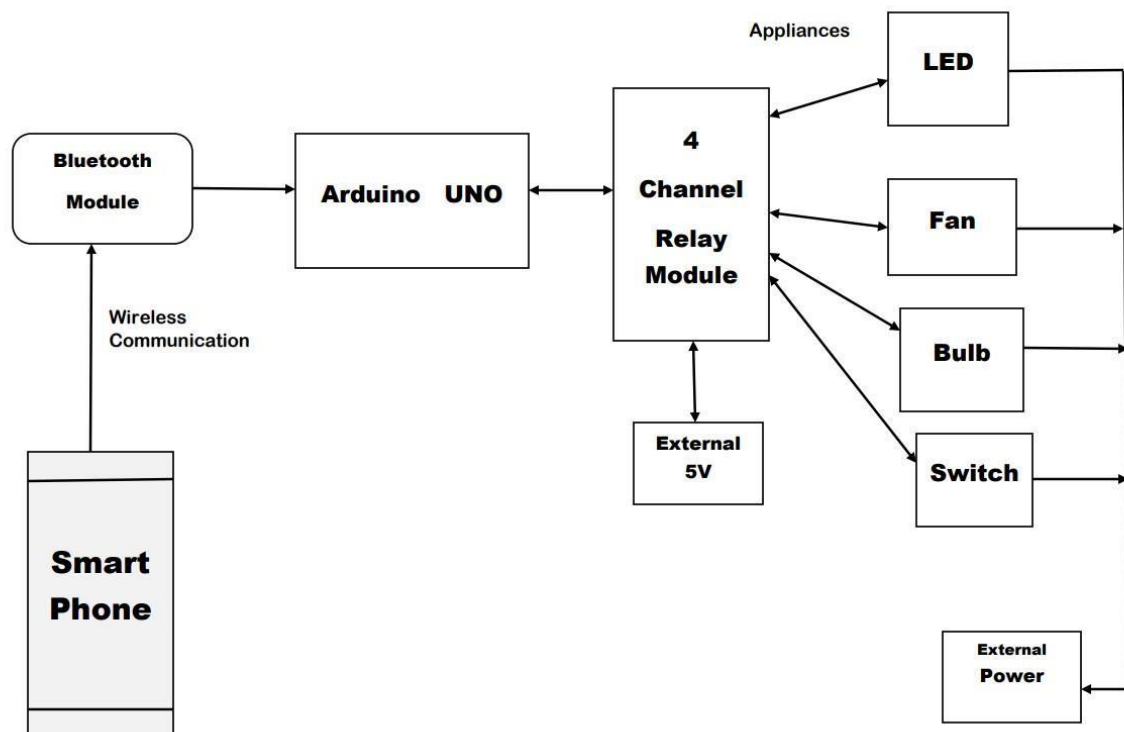 Appliances
LED
Bluetooth
Module
Arduino UNO
4
Channel
Relay
Module
Fan
Wireless
Communication
Bulb
External
5V
Switch
Smart
Phone
External
Power